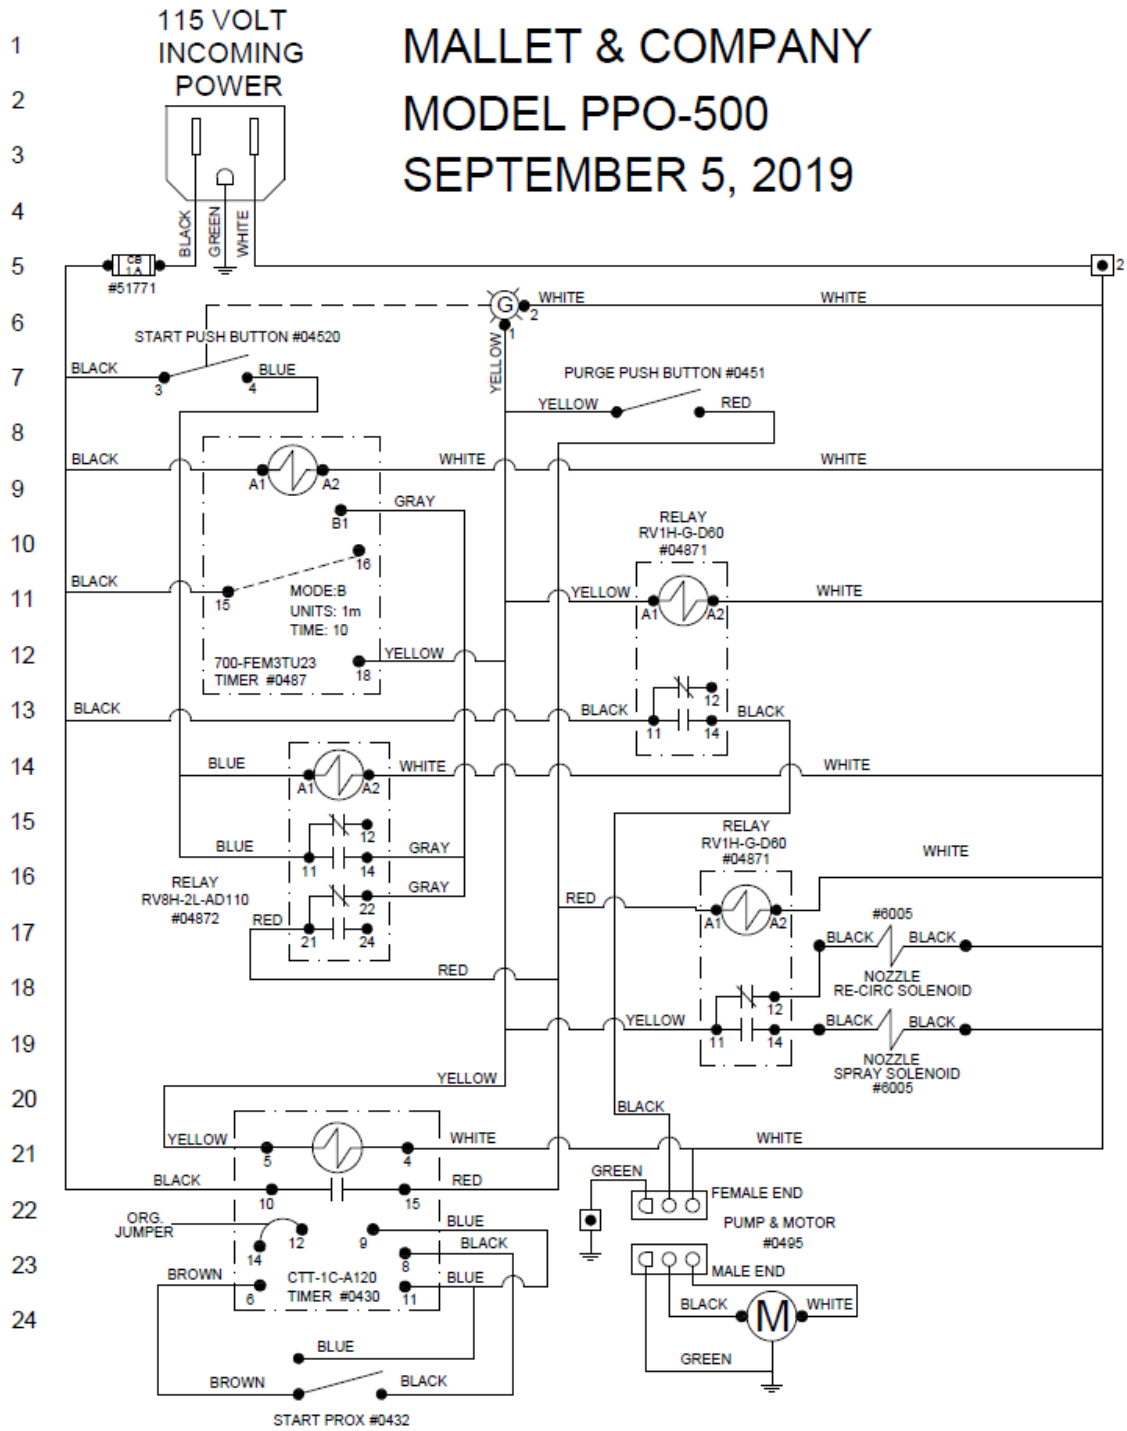 115 VOLT
INCOMING
POWER
MALLET & COMPANY
MODEL PPO-500
SEPTEMBER 5, 2019
1
2
3
4
BLACK
GREEN
WHITE
5
CB
1 A
#51771
2
G
2
WHITE
WHITE
1
6
START PUSH BUTTON #04520
YELLOW
7
BLACK
3
4
BLUE
PURGE PUSH BUTTON #0451
YELLOW
RED
8
BLACK
A1
A2
WHITE
WHITE
9
B1
GRAY
10
16
RELAY
RV1H-G-D60
#04871
BLACK
15
11
MODE:B
UNITS: 1m
TIME: 10
YELLOW
A1
A2
WHITE
12
700-FEM3TU23
TIMER #0487
18
YELLOW
12
13
BLACK
BLACK
11
14
BLACK
14
BLUE
A1
A2
WHITE
WHITE
15
12
RELAY
RV1H-G-D60
#04871
WHITE
BLUE
11
14
GRAY
16
RELAY
RV8H-2L-AD110
#04872
22
GRAY
RED
A1
A2
17
RED
21
24
#6005
BLACK
BLACK
NOZZLE
RE-CIRC SOLENOID
18
RED
12
19
YELLOW
11
14
BLACK
BLACK
NOZZLE
SPRAY SOLENOID
#6005
20
YELLOW
BLACK
21
YELLOW
5
4
WHITE
WHITE
BLACK
10
15
RED
GREEN
FEMALE END
22
ORG.
JUMPER
14
12
9
BLUE
PUMP & MOTOR
#0495
23
8
BLACK
BROWN
6
CTT-1C-A120
TIMER #0430
11
BLUE
MALE END
24
BLACK
M
WHITE
BLUE
GREEN
BROWN
BLACK
START PROX #0432